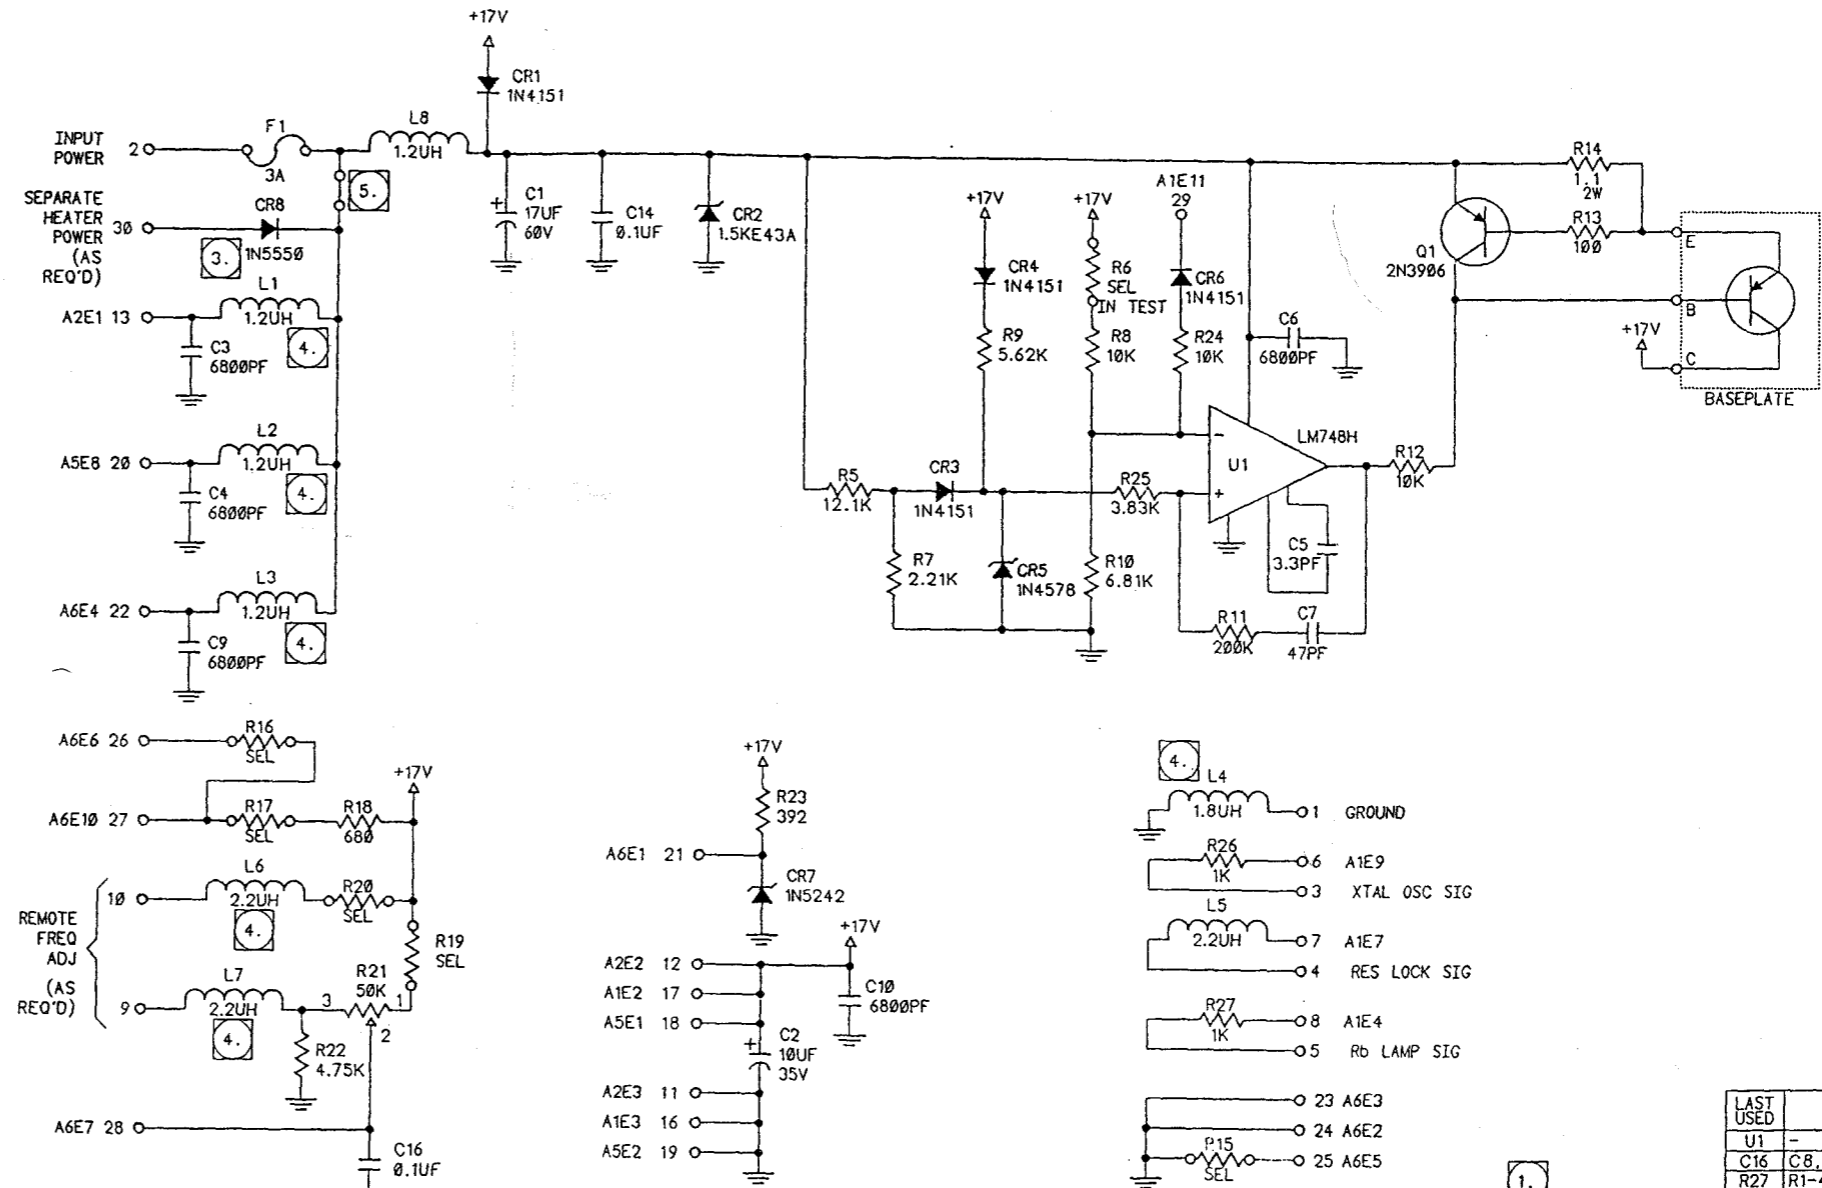 +17V
CR1
1N4151
INPUT
POWER
2
F1
3A
L8
1.2UH
5.
SEPARATE
HEATER
POWER
(AS
REQ'D)
30
CR8
1N5550
3.
C1
17UF
60V
C14
0.1UF
CR2
1.5KE43A
A2E1 13
L1
1.2UH
4.
C3
6800PF
A5E8 20
L2
1.2UH
4.
C4
6800PF
A6E4 22
L3
1.2UH
4.
C9
6800PF
+17V
CR4
1N4151
R9
5.62K
+17V
R6
SEL
IN TEST
R8
10K
A1E11
29
CR6
1N4151
R24
10K
C6
6800PF
R14
1.1
2W
R13
100
Q1
2N3906
E
B
C
+17V
BASEPLATE
LM748H
U1
-
+
R12
10K
R5
12.1K
CR3
1N4151
R25
3.83K
R7
2.21K
CR5
1N4578
R10
6.81K
C5
3.3PF
R11
200K
C7
47PF
A6E6 26
R16
SEL
+17V
A6E10 27
R17
SEL
R18
680
REMOTE
FREQ
ADJ
(AS
REQ'D)
10
L6
2.2UH
4.
R20
SEL
R19
SEL
9
L7
2.2UH
4.
R21
50K
3
1
2
R22
4.75K
A6E7 28
C16
0.1UF
+17V
R23
392
A6E1 21
CR7
1N5242
+17V
A2E2 12
A1E2 17
A5E1 18
C10
6800PF
C2
10UF
35V
+
A2E3 11
A1E3 16
A5E2 19
4.
L4
1.8UH
1 GROUND
R26
1K
6 A1E9
3 XTAL OSC SIG
L5
2.2UH
7 A1E7
4 RES LOCK SIG
R27
1K
8 A1E4
5 Rb LAMP SIG
23 A6E3
24 A6E2
R15
SEL
25 A6E5
1.
LAST
USED
U1 -
C16 C8,
R27 R1-4